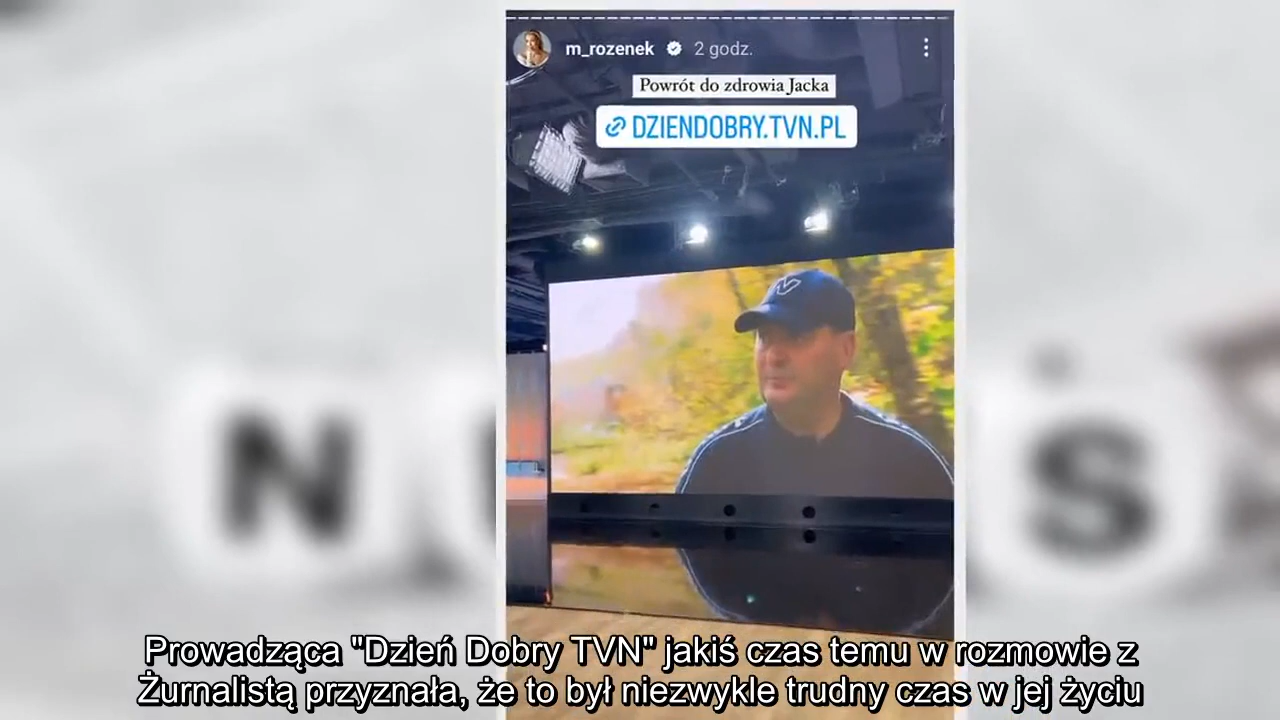 m_rozenek 2 godz.
Powrót do zdrowia Jacka
DZIENDOBRY.TVN.PL
N
Ś
Prowadząca "Dzień Dobry TVN" jakiś czas temu w rozmowie z
Żurnalistą przyznała, że to był niezwykle trudny czas w jej życiu